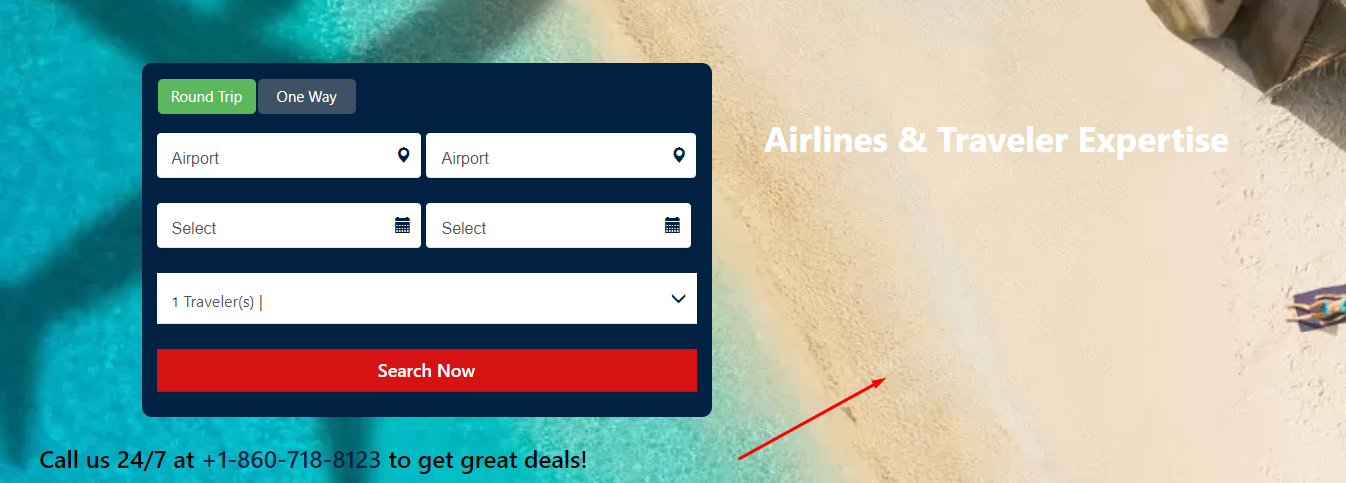 Round Trip One Way
Airport Airport
Select Select
1 Traveler(s) |
Search Now
Airlines & Traveler Expertise
Call us 24/7 at +1-860-718-8123 to get great deals!